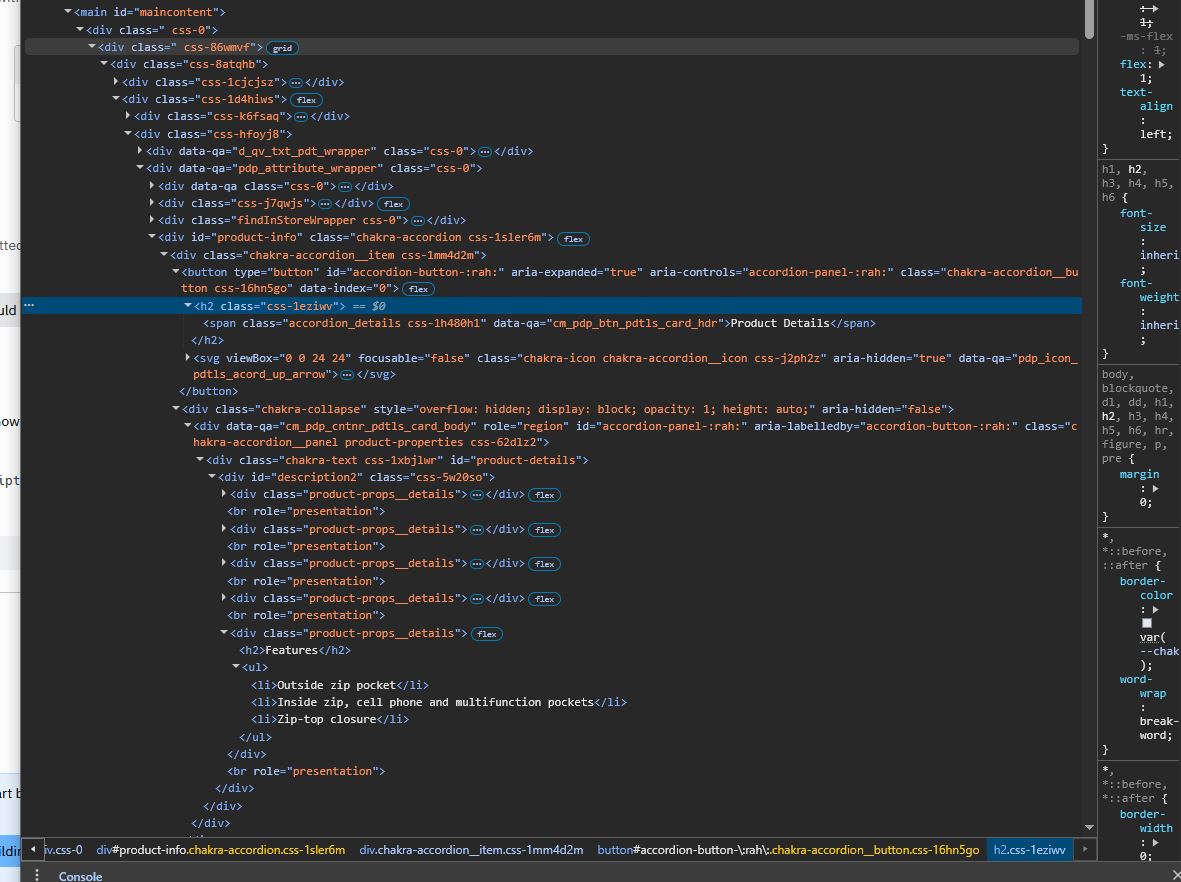 <main id="maincontent">
<div class=" css-0">
<div class=" css-86wmvf"> grid
<div class="css-8atqhb">
<div class="css-1cjcjsz">…</div>
<div class="css-1d4hiws"> flex
<div class="css-k6fsaq">…</div>
<div class="css-hfoyj8">
<div data-qa="d_qv_txt_pdt_wrapper" class="css-0">…</div>
<div data-qa="pdp_attribute_wrapper" class="css-0">
<div data-qa class="css-0">…</div>
<div class="css-j7qwjs">…</div> flex
<div class="findInStoreWrapper css-0">…</div>
<div id="product-info" class="chakra-accordion css-1sler6m"> flex
<div class="chakra-accordion__item css-1mm4d2m">
<button type="button" id="accordion-button-:rah:" aria-expanded="true" aria-controls="accordion-panel-:rah:" class="chakra-accordion__bu
tton css-16hn5go" data-index="0"> flex
<h2 class="css-1eziwv"> == $0
<span class="accordion_details css-1h480h1" data-qa="cm_pdp_btn_pdtls_card_hdr">Product Details</span>
</h2>
<svg viewBox="0 0 24 24" focusable="false" class="chakra-icon chakra-accordion__icon css-j2ph2z" aria-hidden="true" data-qa="pdp_icon_
pdtls_acord_up_arrow">…</svg>
</button>
<div class="chakra-collapse" style="overflow: hidden; display: block; opacity: 1; height: auto;" aria-hidden="false">
<div data-qa="cm_pdp_cntnr_pdtls_card_body" role="region" id="accordion-panel-:rah:" aria-labelledby="accordion-button-:rah:" class="c
hakra-accordion__panel product-properties css-62dlz2">
<div class="chakra-text css-1xbjlwr" id="product-details">
<div id="description2" class="css-5w20so">
<div class="product-props__details">…</div> flex
<br role="presentation">
<div class="product-props__details">…</div> flex
<br role="presentation">
<div class="product-props__details">…</div> flex
<br role="presentation">
<div class="product-props__details">…</div> flex
<br role="presentation">
<div class="product-props__details"> flex
<h2>Features</h2>
<ul>
<li>Outside zip pocket</li>
<li>Inside zip, cell phone and multifunction pockets</li>
<li>Zip-top closure</li>
</ul>
</div>
<br role="presentation">
</div>
</div>
</div>
iv.css-0 div#product-info.chakra-accordion.css-1sler6m div.chakra-accordion__item.css-1mm4d2m button#accordion-button-\:rah\:.chakra-accordion__button.css-16hn5go h2.css-1eziwv
Console
1;
-ms-flex
: 1;
flex:
1;
text-
align
:
left;
}
h1, h2,
h3, h4, h5,
h6 {
font-
size
:
inheri
;
font-
weight
:
inheri
;
}
body,
blockquote,
dl, dd, h1,
h2, h3, h4,
h5, h6, hr,
figure, p,
pre {
margin
:
0;
}
*,
*::before,
::after {
border-
color
:
var(
--chak
);
word-
wrap
:
break-
word;
}
*,
*::before,
*::after {
border-
width
:
0;